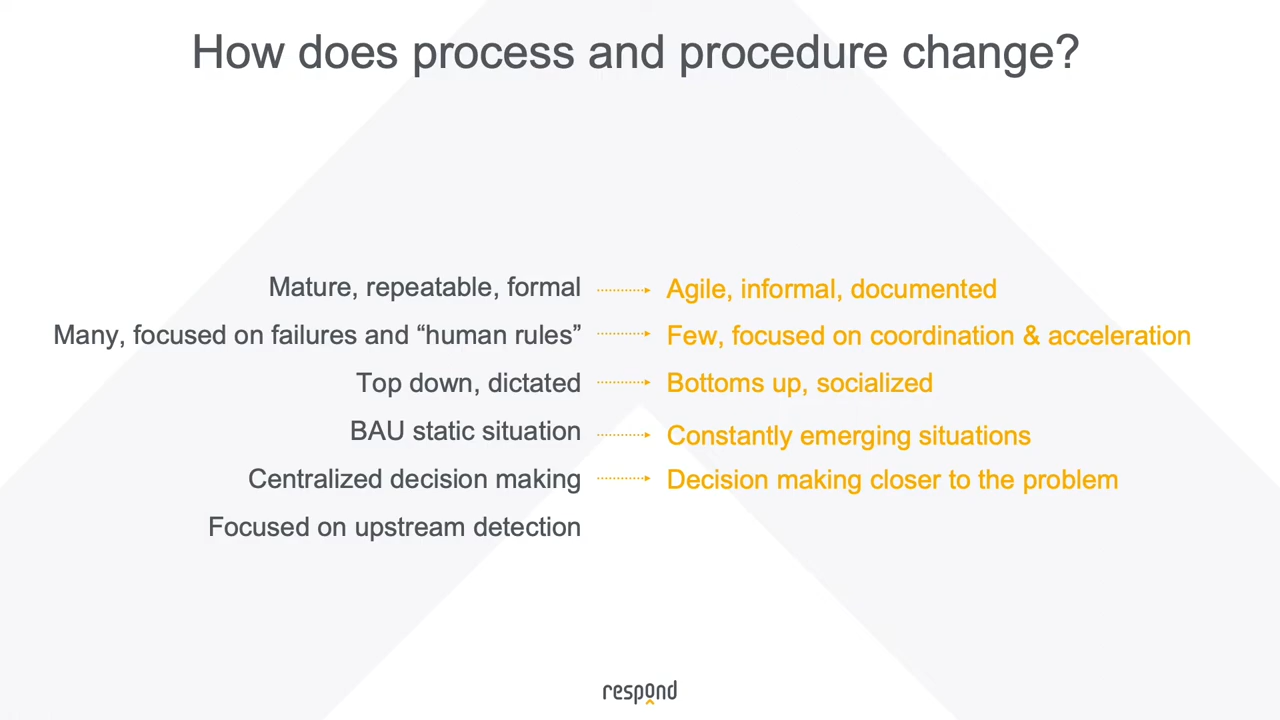 How does process and procedure change?
Mature, repeatable, formal
Agile, informal, documented
Many, focused on failures and “human rules”
Few, focused on coordination & acceleration
Top down, dictated
Bottoms up, socialized
BAU static situation
Constantly emerging situations
Centralized decision making
Decision making closer to the problem
Focused on upstream detection
respond